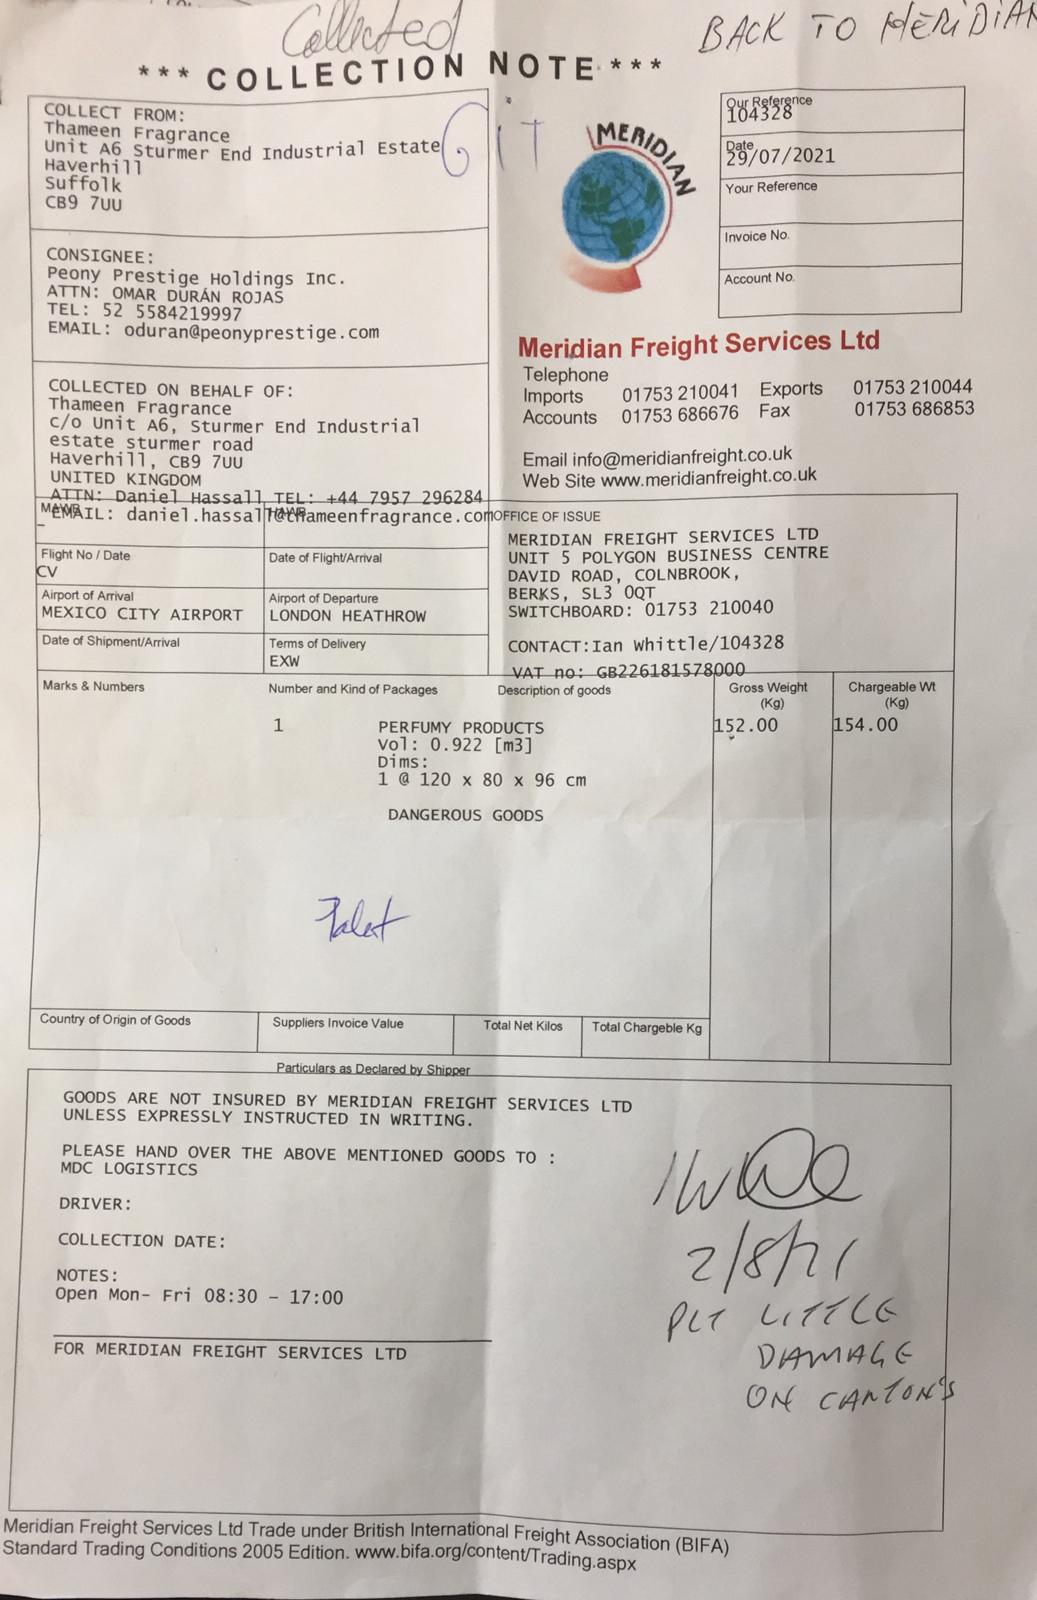 Collected
BACK TO MERIDIAN
*** COLLECTION NOTE ***
COLLECT FROM:
Thameen Fragrance
Unit A6 Sturmer End Industrial Estate
Haverhill
Suffolk
CB9 7UU
MERIDIAN
Our Reference
104328
Date
29/07/2021
Your Reference
Invoice No.
Account No.
CONSIGNEE:
Peony Prestige Holdings Inc.
ATTN: OMAR DURÁN ROJAS
TEL: 52 5584219997
EMAIL: oduran@peonyprestige.com
Meridian Freight Services Ltd
Telephone
Imports 01753 210041 Exports 01753 210044
Accounts 01753 686676 Fax 01753 686853
Email info@meridianfreight.co.uk
Web Site www.meridianfreight.co.uk
COLLECTED ON BEHALF OF:
Thameen Fragrance
c/o Unit A6, Sturmer End Industrial
estate sturmer road
Haverhill, CB9 7UU
UNITED KINGDOM
ATTN: Daniel Hassall TEL: +44 7957 296284
EMAIL: daniel.hassall@thameenfragrance.com
MAWB
HAWB
OFFICE OF ISSUE
MERIDIAN FREIGHT SERVICES LTD
UNIT 5 POLYGON BUSINESS CENTRE
DAVID ROAD, COLNBROOK,
BERKS, SL3 0QT
SWITCHBOARD: 01753 210040
CONTACT:Ian Whittle/104328
VAT no: GB226181578000
Flight No / Date
CV
Date of Flight/Arrival
Airport of Arrival
MEXICO CITY AIRPORT
Airport of Departure
LONDON HEATHROW
Date of Shipment/Arrival
Terms of Delivery
EXW
Marks & Numbers Number and Kind of Packages Description of goods Gross Weight (Kg) Chargeable Wt (Kg)
1 PERFUMY PRODUCTS 152.00 154.00
Vol: 0.922 [m3]
Dims:
1 @ 120 x 80 x 96 cm
DANGEROUS GOODS
Palet
Country of Origin of Goods Suppliers Invoice Value Total Net Kilos Total Chargeble Kg
Particulars as Declared by Shipper
GOODS ARE NOT INSURED BY MERIDIAN FREIGHT SERVICES LTD
UNLESS EXPRESSLY INSTRUCTED IN WRITING.
PLEASE HAND OVER THE ABOVE MENTIONED GOODS TO :
MDC LOGISTICS
DRIVER:
COLLECTION DATE:
NOTES:
Open Mon- Fri 08:30 - 17:00
2/8/21
PLT LITTLE
DAMAGE
ON CARTON'S
FOR MERIDIAN FREIGHT SERVICES LTD
Meridian Freight Services Ltd Trade under British International Freight Association (BIFA)
Standard Trading Conditions 2005 Edition. www.bifa.org/content/Trading.aspx